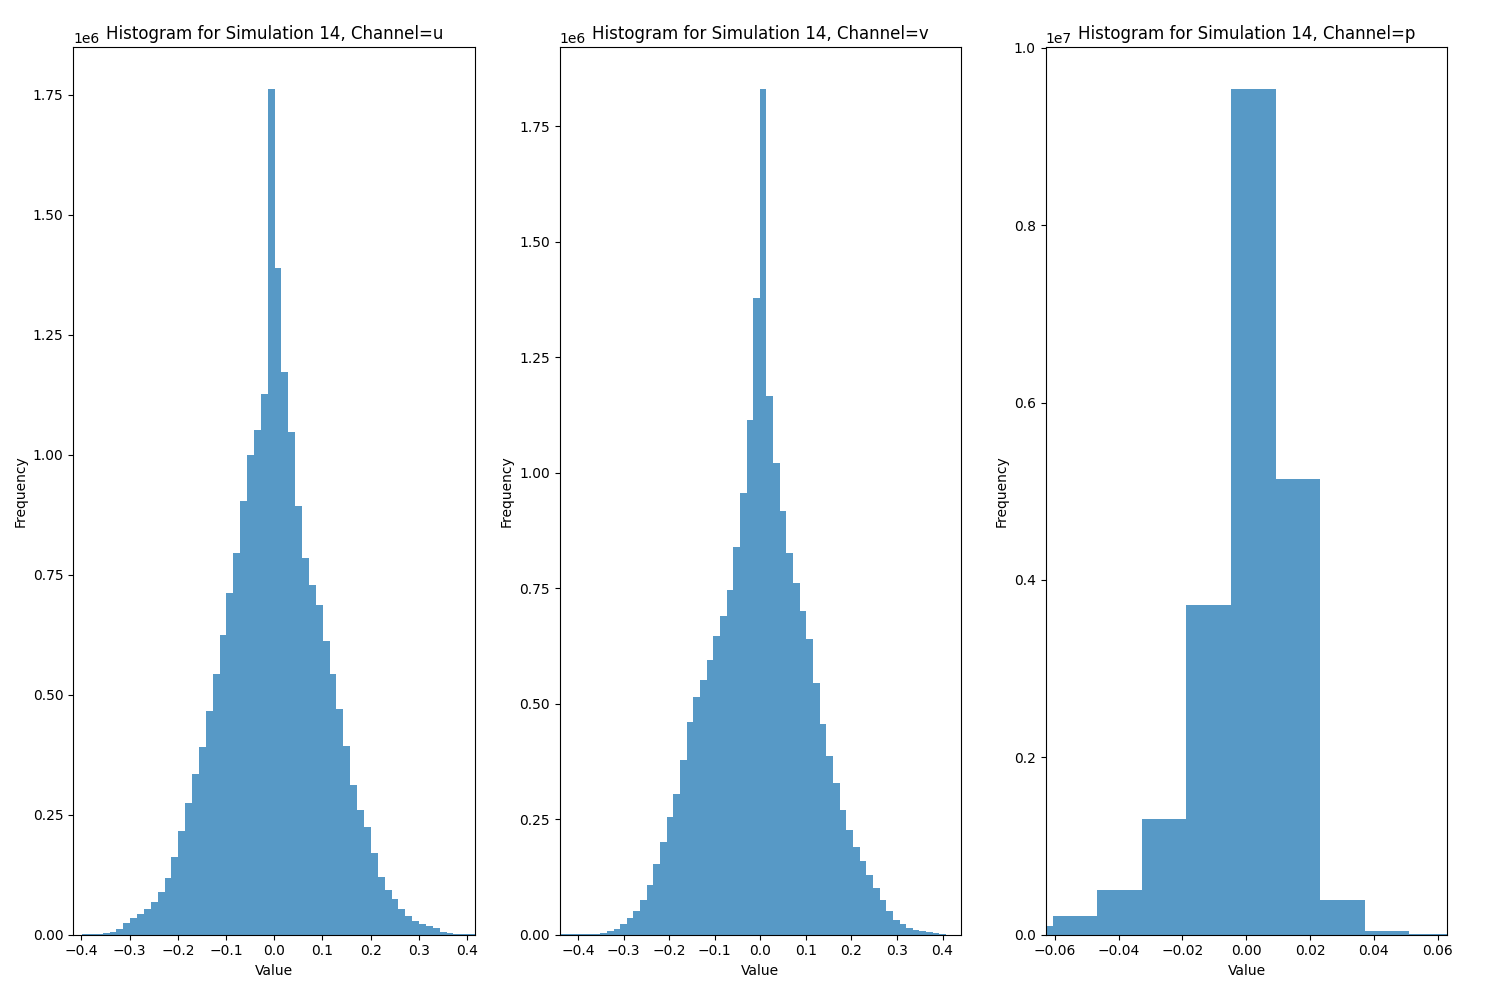 Histogram for Simulation 14, Channel=u
1e6
1.75
1.50
1.25
1.00
0.75
0.50
0.25
0.00
Frequency
−0.4 −0.3 −0.2 −0.1 0.0 0.1 0.2 0.3 0.4
Value
Histogram for Simulation 14, Channel=v
1e6
1.75
1.50
1.25
1.00
0.75
0.50
0.25
0.00
Frequency
−0.4 −0.3 −0.2 −0.1 0.0 0.1 0.2 0.3 0.4
Value
Histogram for Simulation 14, Channel=p
1e7
1.0
0.8
0.6
0.4
0.2
0.0
Frequency
−0.06 −0.04 −0.02 0.00 0.02 0.04 0.06
Value